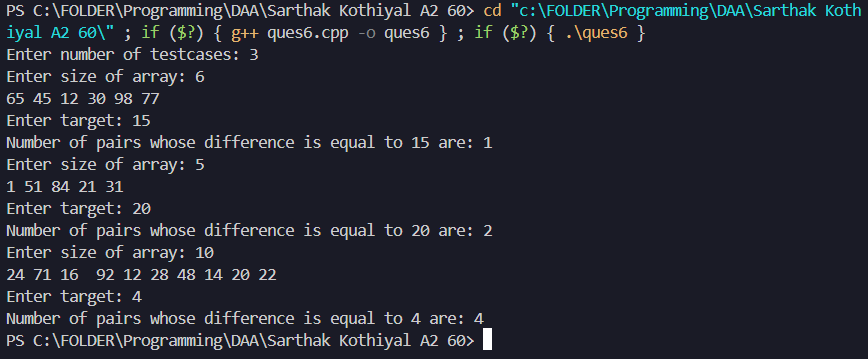 PS C:\FOLDER\Programming\DAA\Sarthak Kothiyal A2 60> cd "c:\FOLDER\Programming\DAA\Sarthak Koth
iyal A2 60\" ; if ($?) { g++ ques6.cpp -o ques6 } ; if ($?) { .\ques6 }
Enter number of testcases: 3
Enter size of array: 6
65 45 12 30 98 77
Enter target: 15
Number of pairs whose difference is equal to 15 are: 1
Enter size of array: 5
1 51 84 21 31
Enter target: 20
Number of pairs whose difference is equal to 20 are: 2
Enter size of array: 10
24 71 16  92 12 28 48 14 20 22
Enter target: 4
Number of pairs whose difference is equal to 4 are: 4
PS C:\FOLDER\Programming\DAA\Sarthak Kothiyal A2 60>